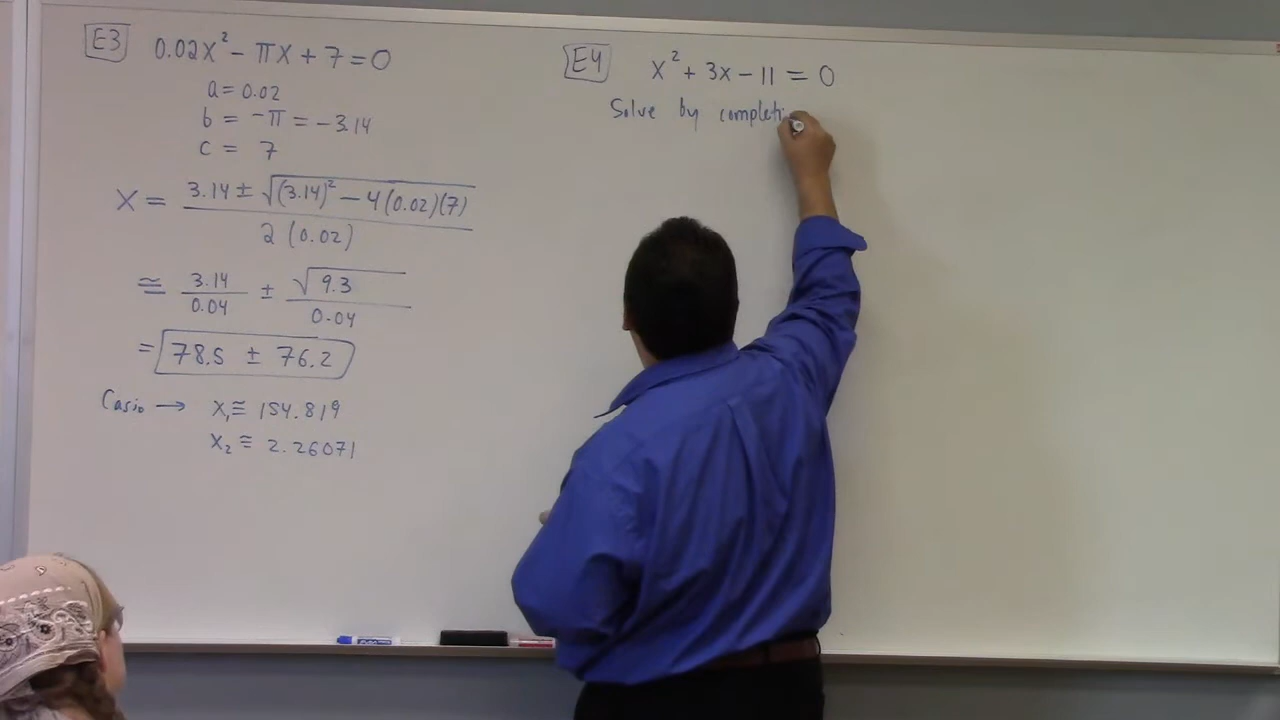 E3 0.02x² - πx + 7 = 0
a = 0.02
b = -π = -3.14
c = 7
x = 3.14 ± √(3.14)² - 4(0.02)(7)
2(0.02)
≅ 3.14/0.04 ± √9.3/0.04
= 78.5 ± 76.2
Casio → x₁ ≅ 154.819
x₂ ≅ 2.26071
E4 x² + 3x - 11 = 0
Solve by completi